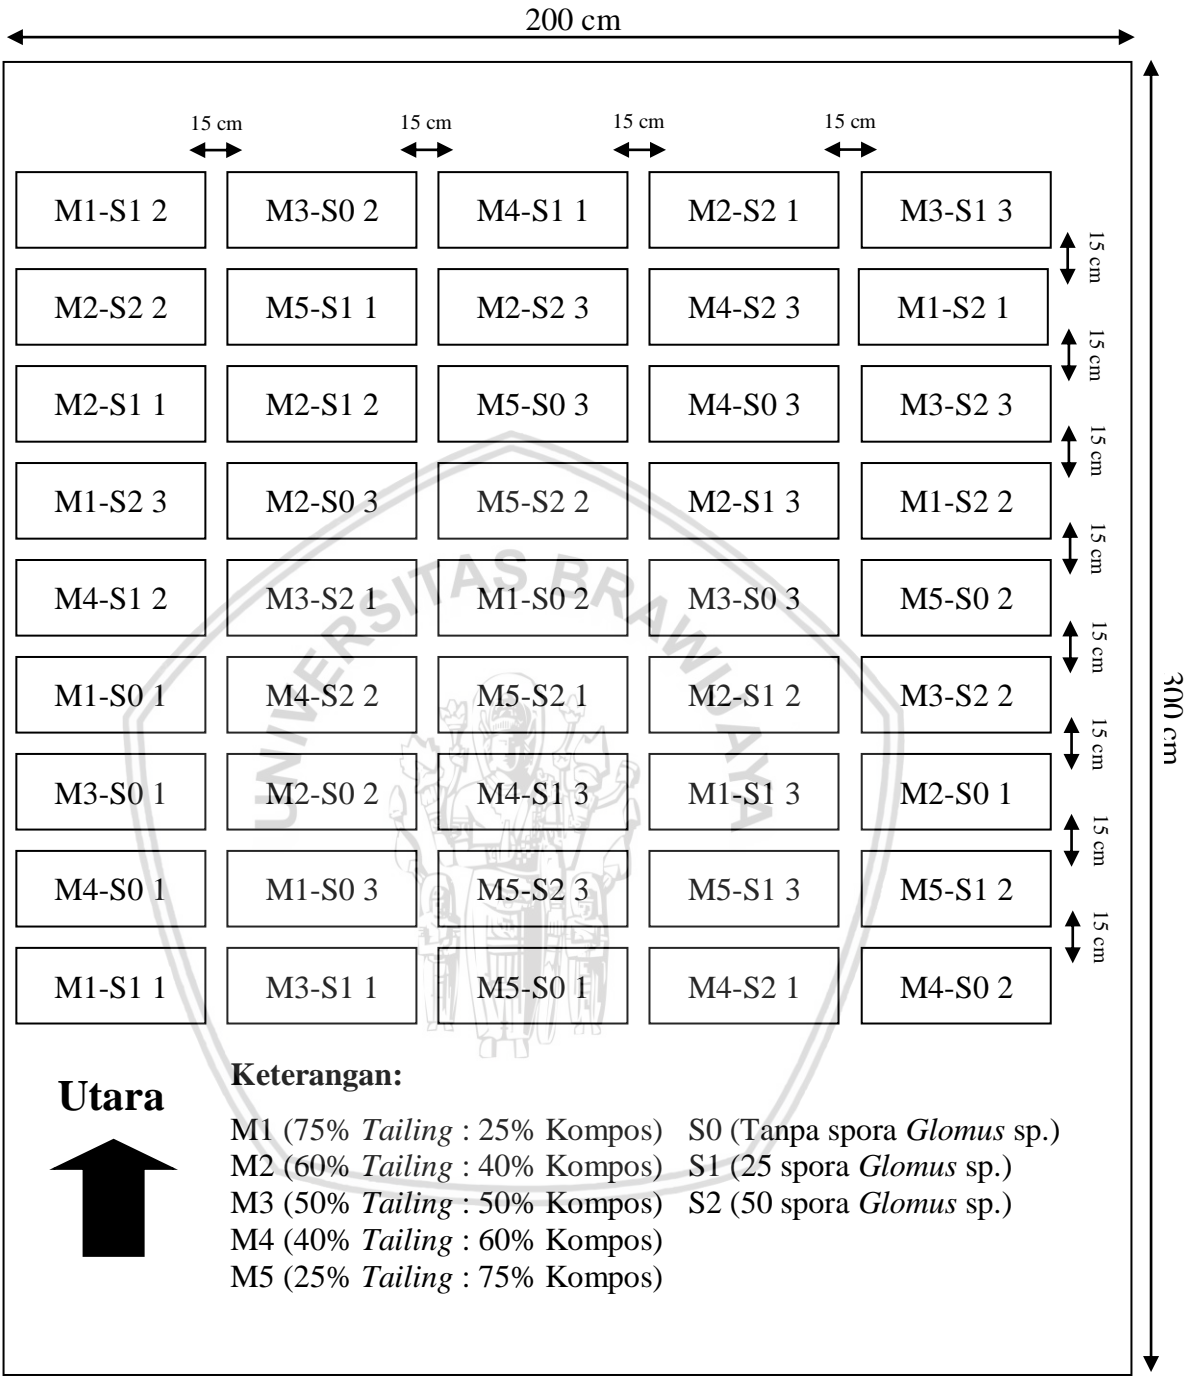 200 cm
15 cm 15 cm 15 cm 15 cm
M1-S1 2 M3-S0 2 M4-S1 1 M2-S2 1 M3-S1 3
15 cm
M2-S2 2 M5-S1 1 M2-S2 3 M4-S2 3 M1-S2 1
15 cm
M2-S1 1 M2-S1 2 M5-S0 3 M4-S0 3 M3-S2 3
15 cm
M1-S2 3 M2-S0 3 M5-S2 2 M2-S1 3 M1-S2 2
15 cm
M4-S1 2 M3-S2 1 M1-S0 2 M3-S0 3 M5-S0 2
15 cm
M1-S0 1 M4-S2 2 M5-S2 1 M2-S1 2 M3-S2 2
300 cm
15 cm
M3-S0 1 M2-S0 2 M4-S1 3 M1-S1 3 M2-S0 1
15 cm
M4-S0 1 M1-S0 3 M5-S2 3 M5-S1 3 M5-S1 2
15 cm
M1-S1 1 M3-S1 1 M5-S0 1 M4-S2 1 M4-S0 2
UNIVERSITAS BRAWIJAYA
Utara
Keterangan:
M1 (75% Tailing : 25% Kompos) S0 (Tanpa spora Glomus sp.)
M2 (60% Tailing : 40% Kompos) S1 (25 spora Glomus sp.)
M3 (50% Tailing : 50% Kompos) S2 (50 spora Glomus sp.)
M4 (40% Tailing : 60% Kompos)
M5 (25% Tailing : 75% Kompos)